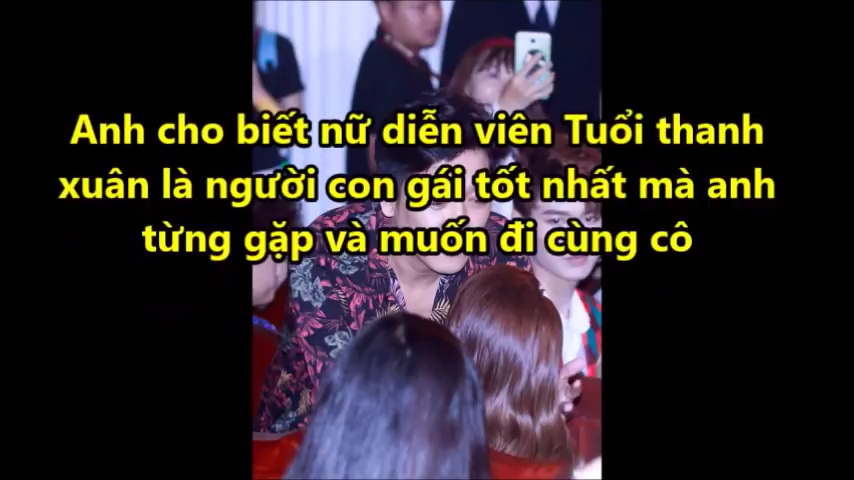 Anh cho biết nữ diễn viên Tuổi thanh
xuân là người con gái tốt nhất mà anh
từng gặp và muốn đi cùng cô